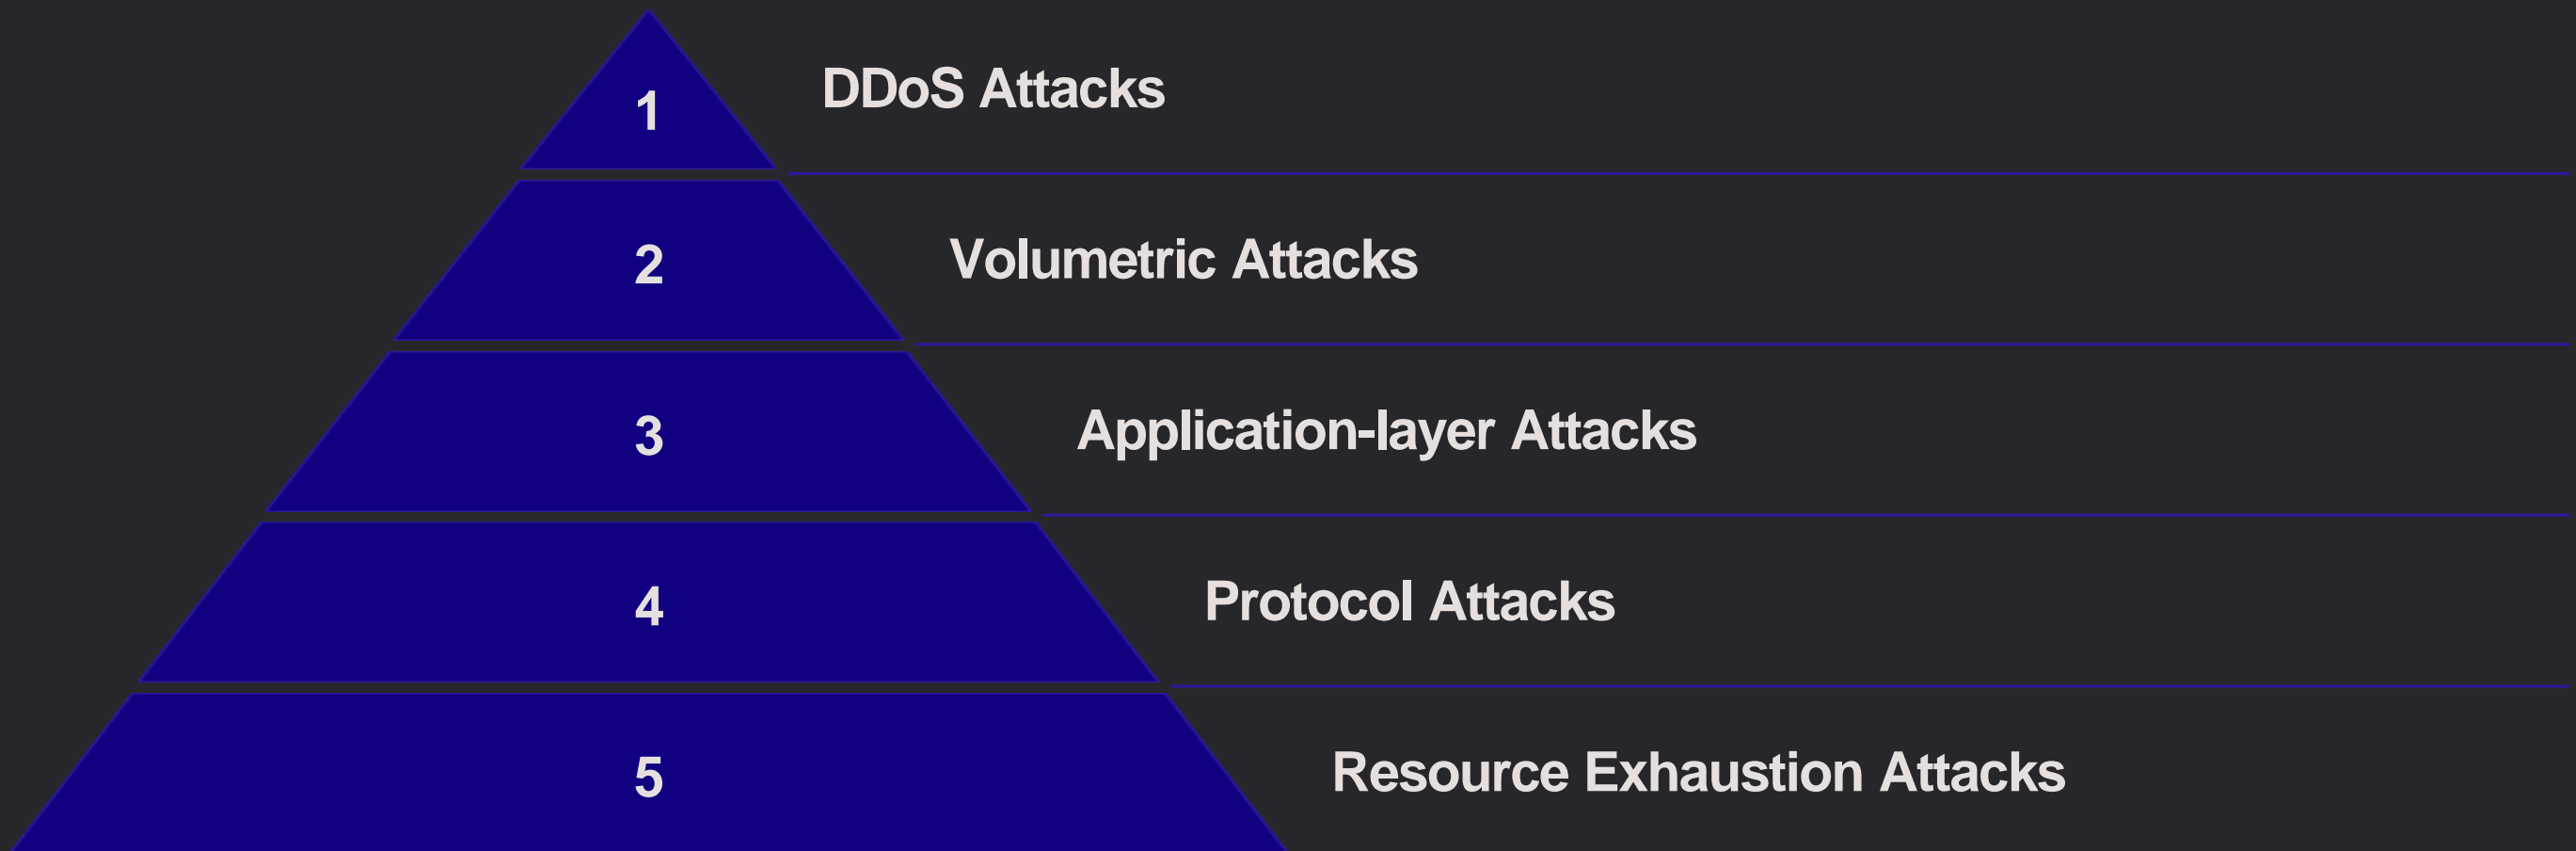 1
DDoS Attacks
2
Volumetric Attacks
3
Application-layer Attacks
4
Protocol Attacks
5
Resource Exhaustion Attacks